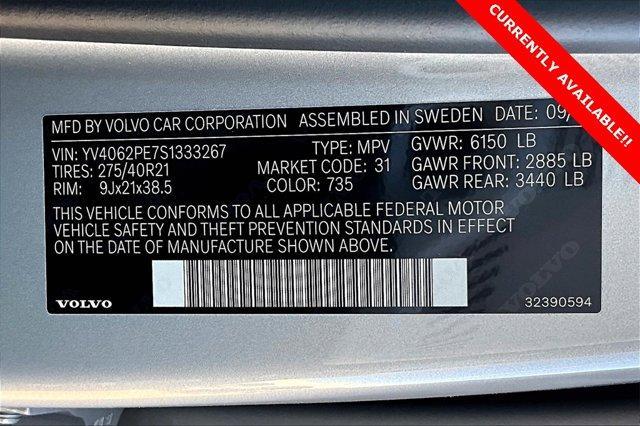 CURRENTLY AVAILABLE!!
MFD BY VOLVO CAR CORPORATION ASSEMBLED IN SWEDEN DATE: 09/
VIN: YV4062PE7S1333267 TYPE: MPV GVWR: 6150 LB
TIRES: 275/40R21 MARKET CODE: 31 GAWR FRONT: 2885 LB
RIM: 9Jx21x38.5 COLOR: 735 GAWR REAR: 3440 LB
THIS VEHICLE CONFORMS TO ALL APPLICABLE FEDERAL MOTOR
VEHICLE SAFETY AND THEFT PREVENTION STANDARDS IN EFFECT
ON THE DATE OF MANUFACTURE SHOWN ABOVE.
VOLVO 32390594